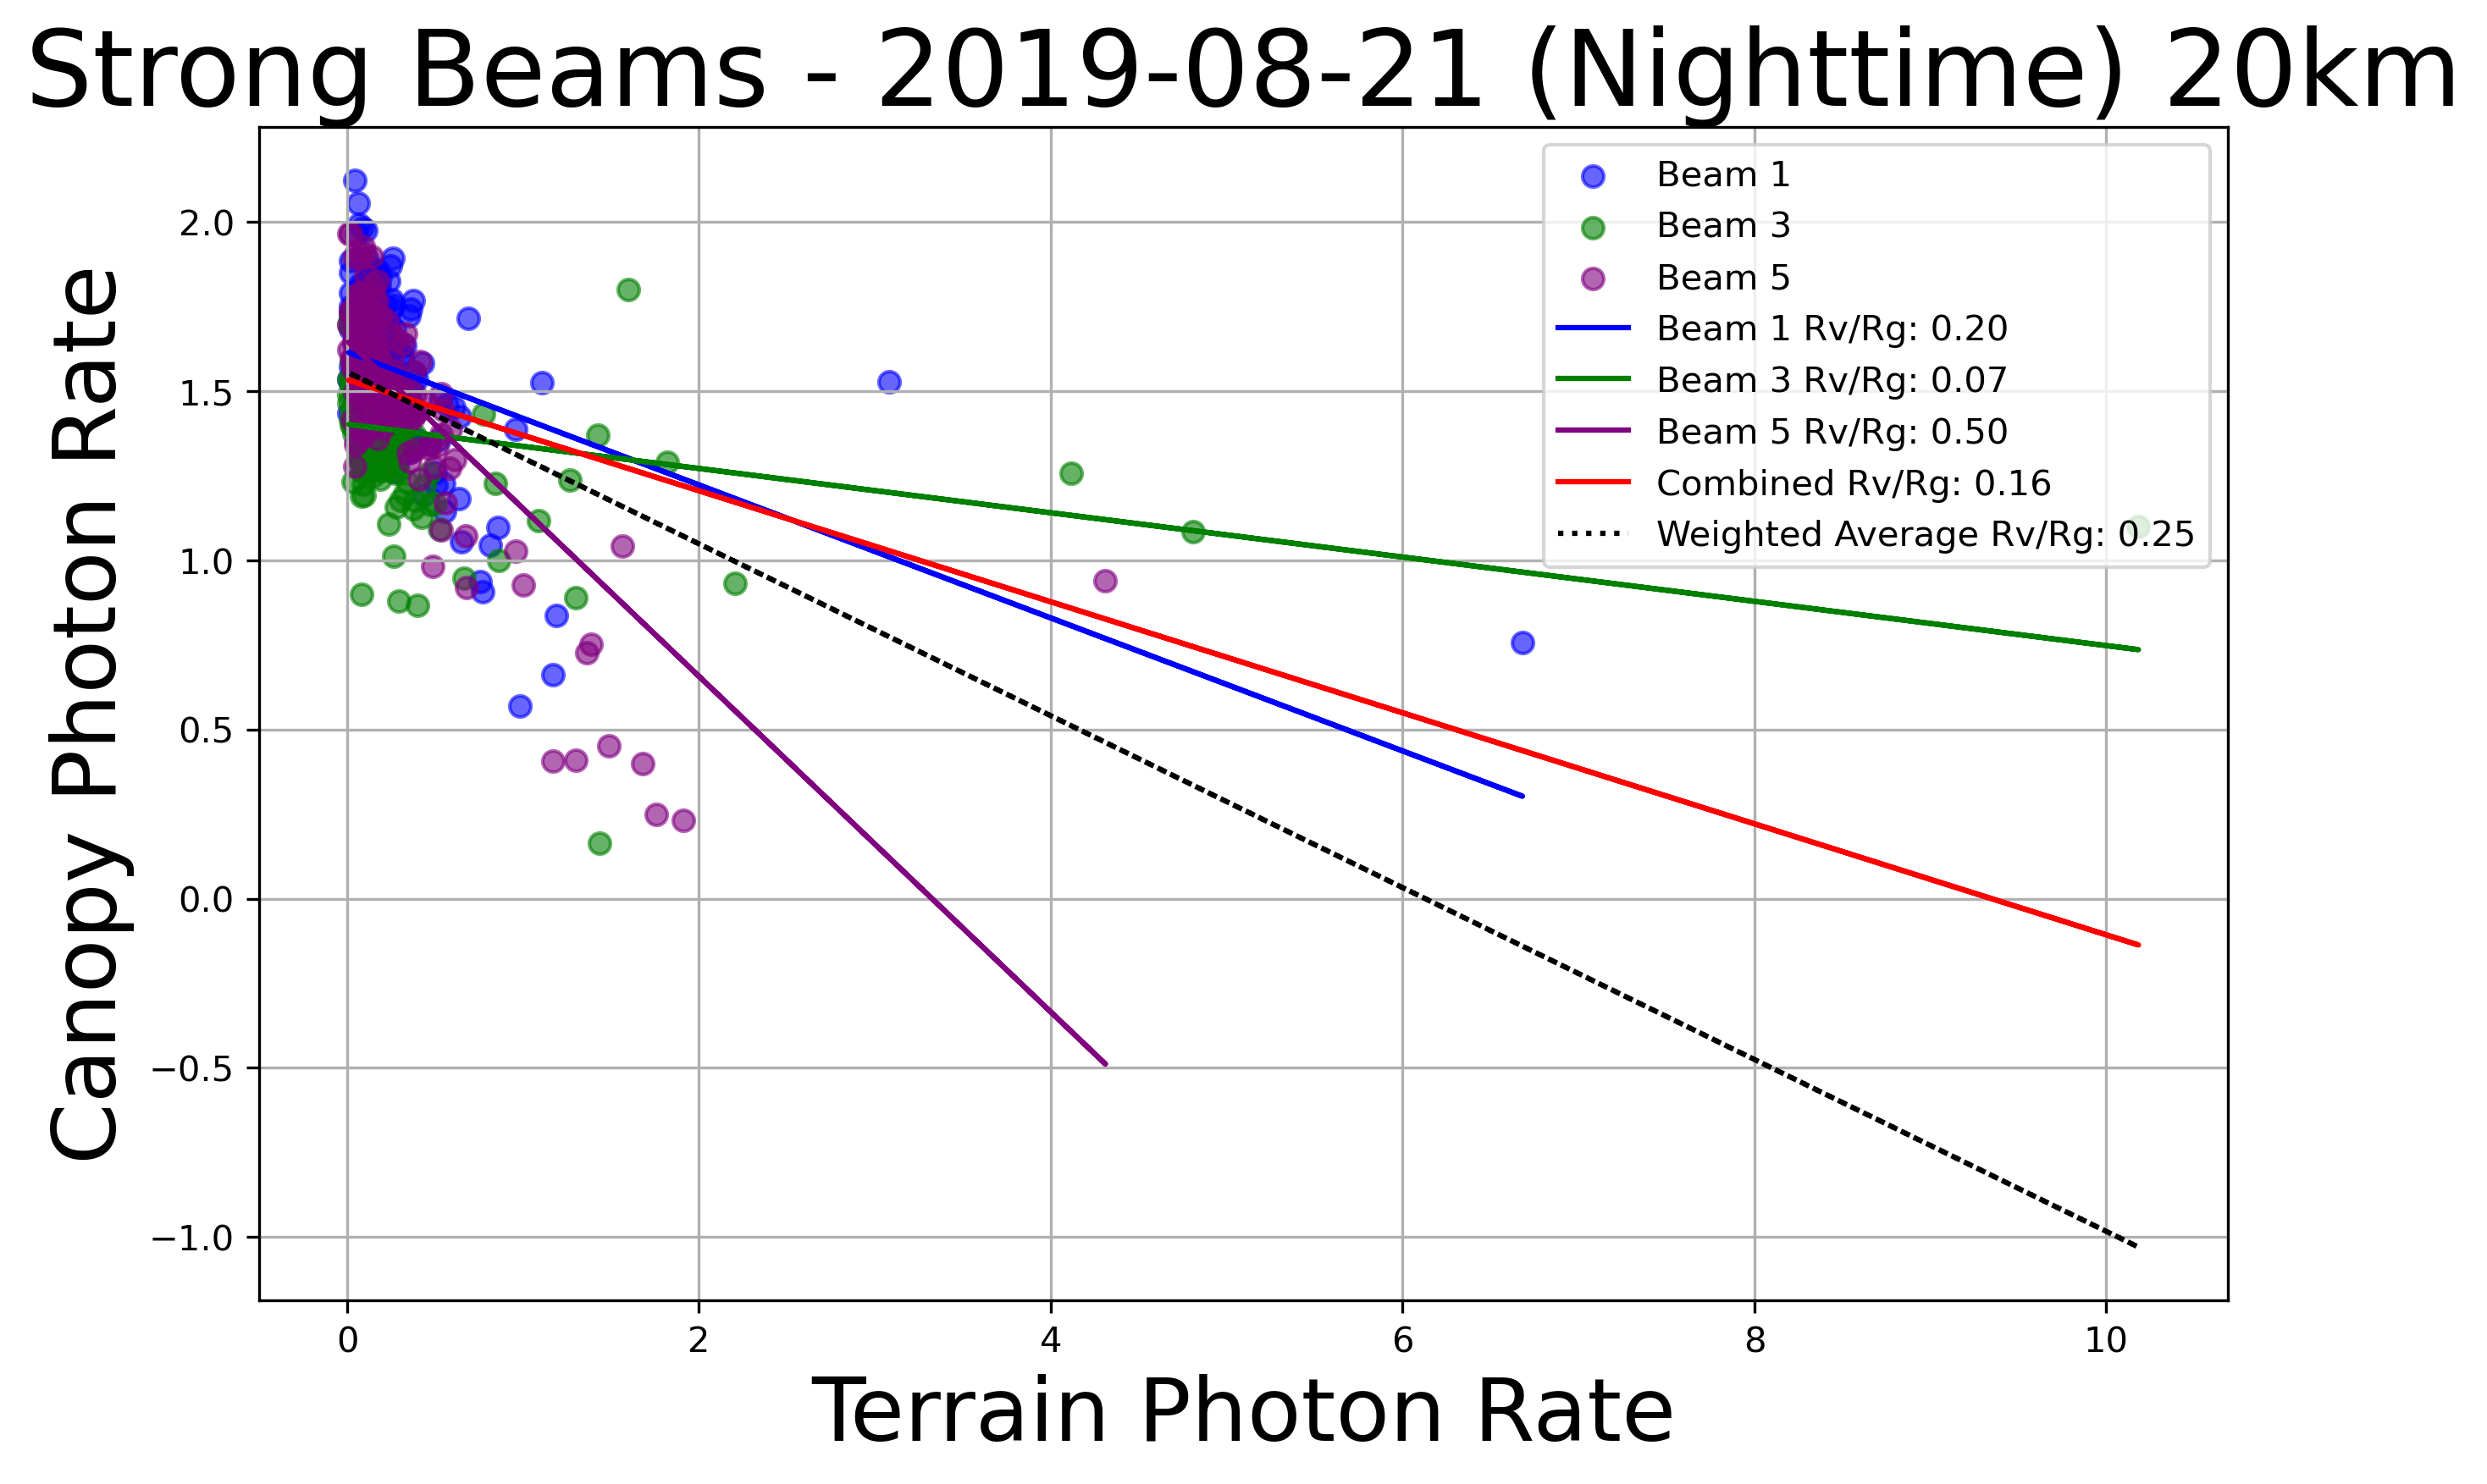 Strong Beams - 2019-08-21 (Nighttime) 20km
Canopy Photon Rate
2.0
1.5
1.0
0.5
0.0
−0.5
−1.0
Beam 1
Beam 3
Beam 5
Beam 1 Rv/Rg: 0.20
Beam 3 Rv/Rg: 0.07
Beam 5 Rv/Rg: 0.50
Combined Rv/Rg: 0.16
Weighted Average Rv/Rg: 0.25
0 2 4 6 8 10
Terrain Photon Rate